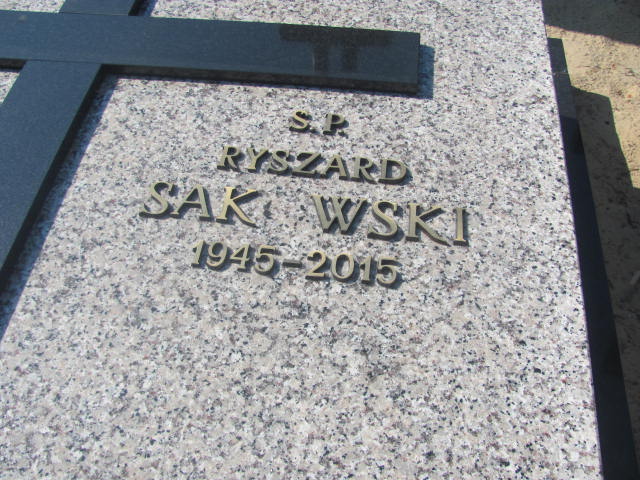 S.P.
RYSZARD
SAK WSKI
1945-2015